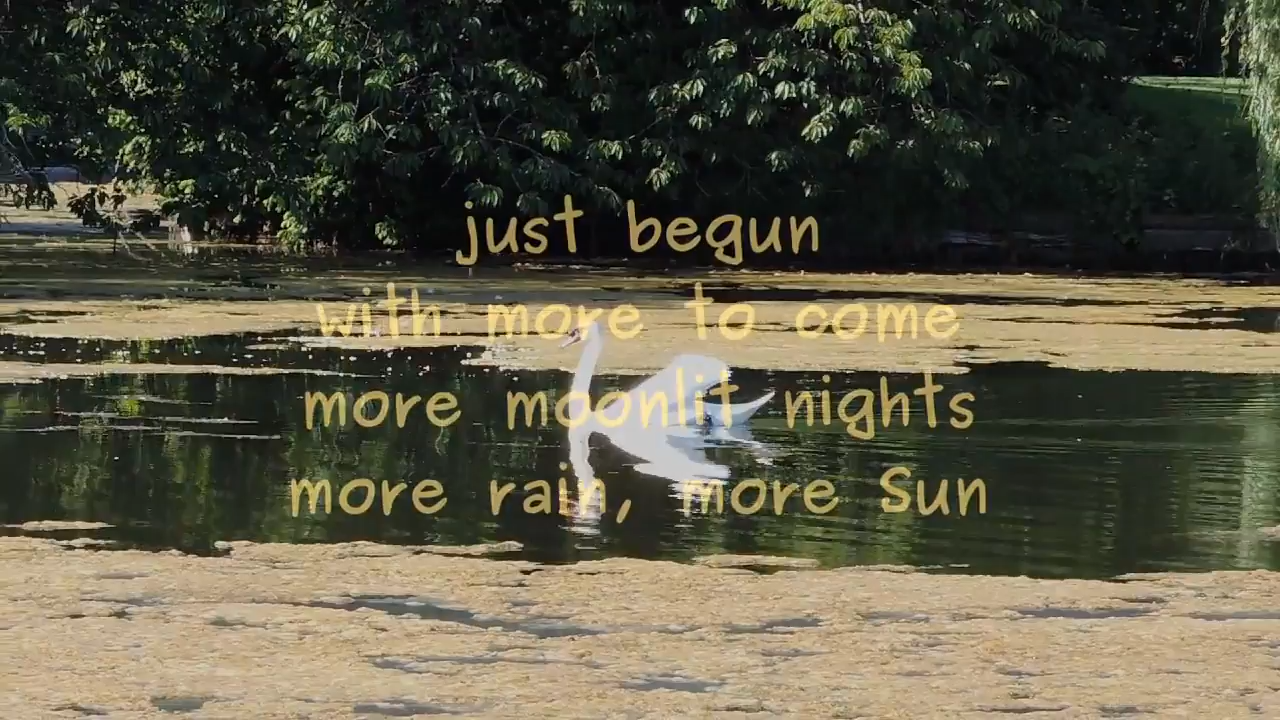 just begun
with more to come
more moonlit nights
more rain, more Sun